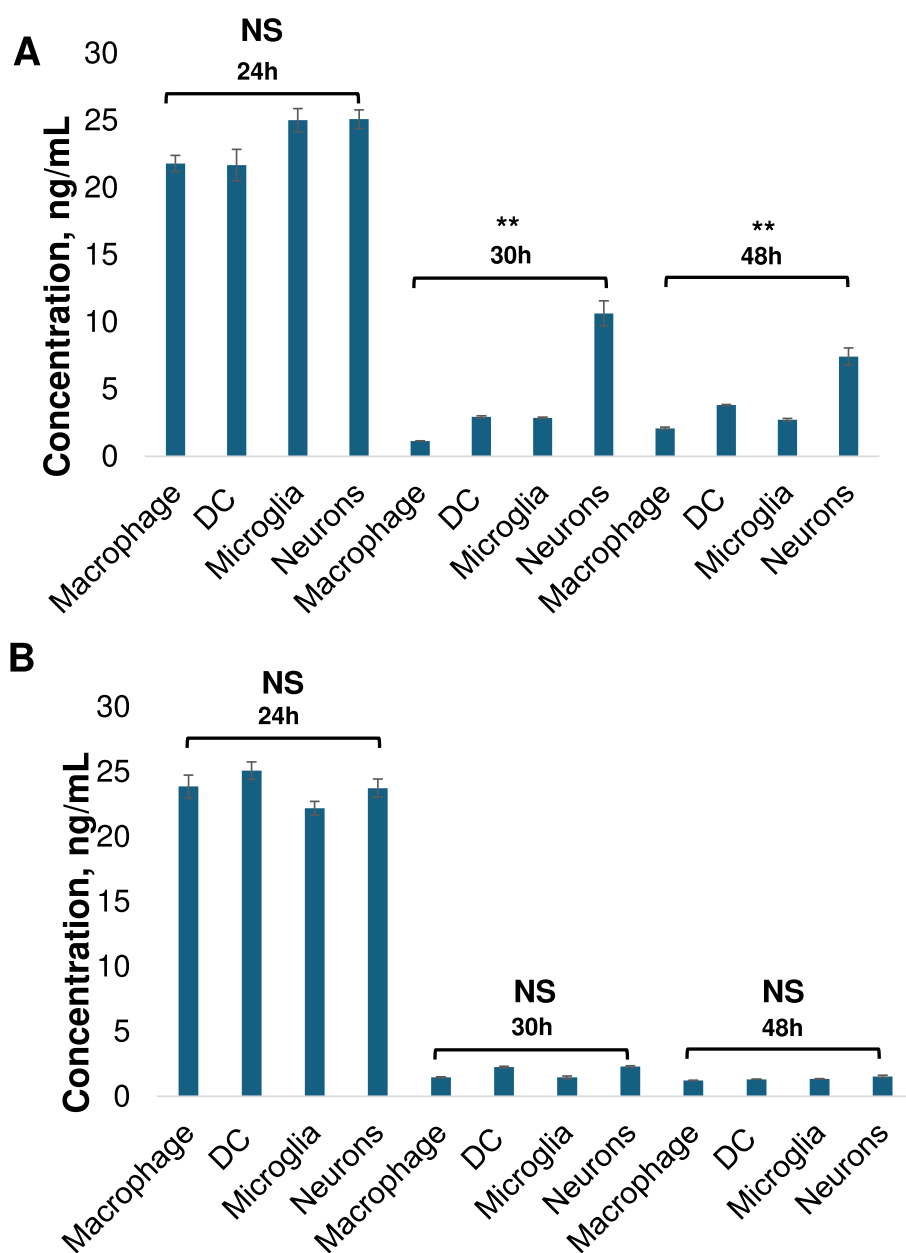 A
NS
24h
30
25
20
15
10
5
0
Concentration, ng/mL
**
30h
**
48h
Macrophage
DC
Microglia
Neurons
Macrophage
DC
Microglia
Neurons
Macrophage
DC
Microglia
Neurons
B
NS
24h
30
25
20
15
10
5
0
Concentration, ng/mL
NS
30h
NS
48h
Macrophage
DC
Microglia
Neurons
Macrophage
DC
Microglia
Neurons
Macrophage
DC
Microglia
Neurons